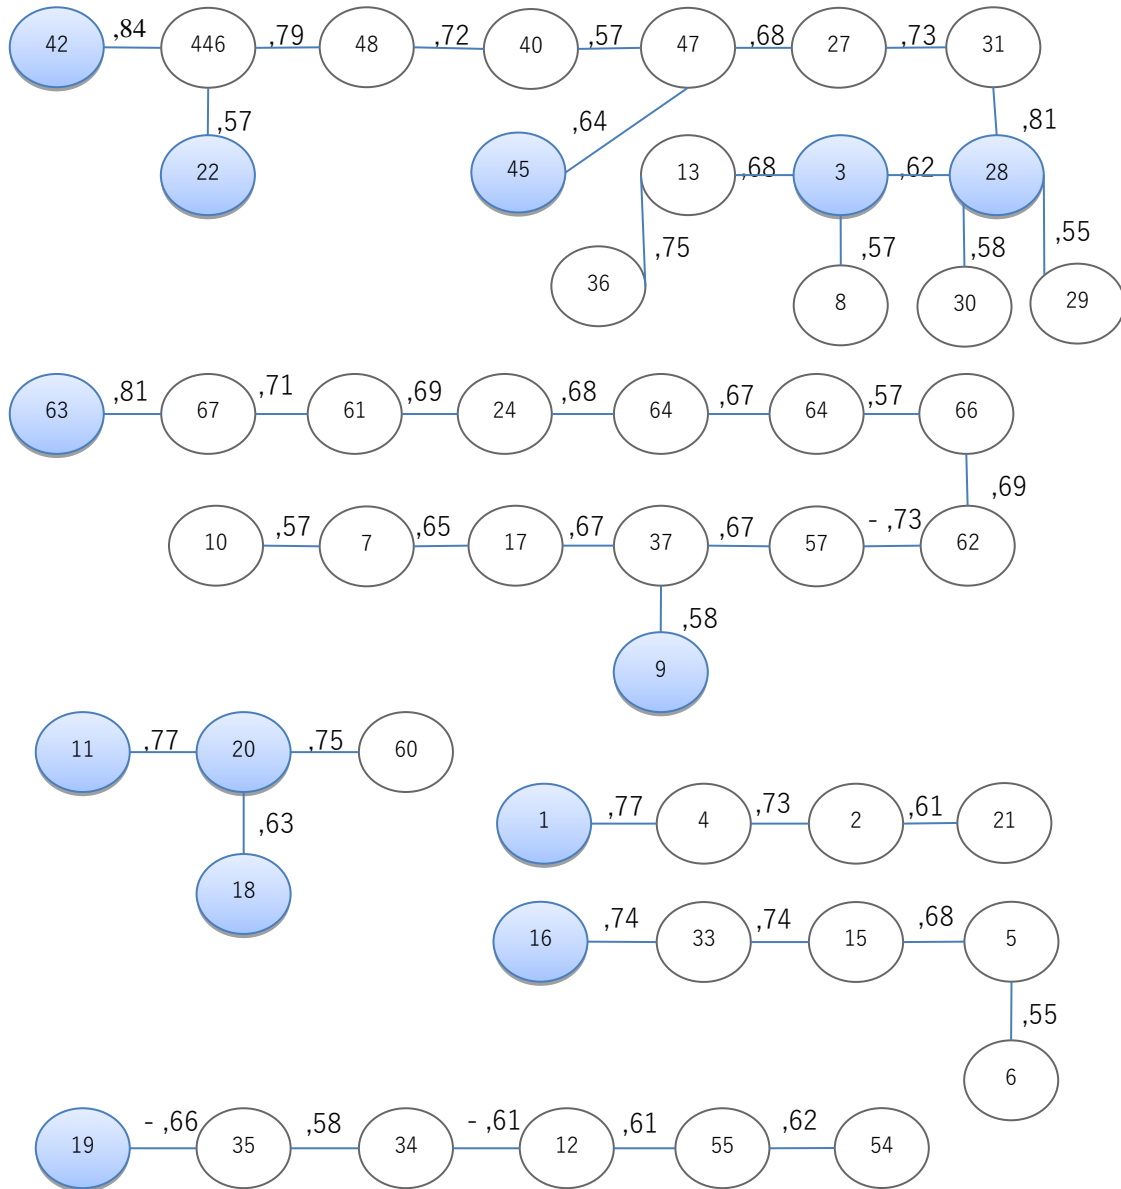 42 ,84 446 ,79 48 ,72 40 ,57 47 ,68 27 ,73 31
,57 ,64 ,81
22 45 13 ,68 3 ,62 28
36 ,75 ,57 ,58 ,55
8 30 29
63 ,81 67 ,71 61 ,69 24 ,68 64 ,67 64 ,57 66
,69
10 ,57 7 ,65 17 ,67 37 ,67 57 - ,73 62
,58
9
11 ,77 20 ,75 60
,63
18
1 ,77 4 ,73 2 ,61 21
16 ,74 33 ,74 15 ,68 5
,55
6
19 - ,66 35 ,58 34 - ,61 12 ,61 55 ,62 54